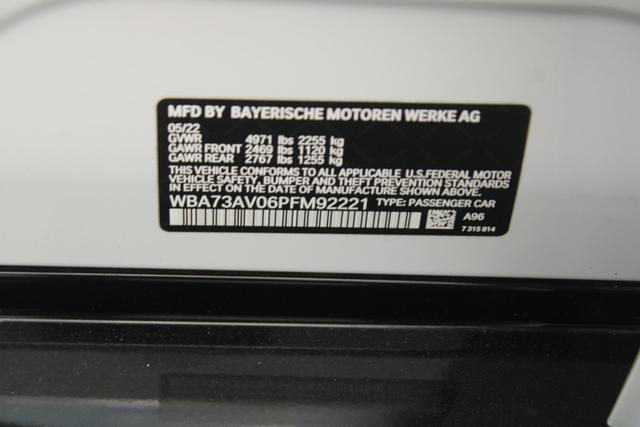 MFD BY BAYERISCHE MOTOREN WERKE AG
05/22
GVWR 4971 lbs 2255 kg
GAWR FRONT 2469 lbs 1120 kg
GAWR REAR 2767 lbs 1255 kg
THIS VEHICLE CONFORMS TO ALL APPLICABLE U.S.FEDERAL MOTOR
VEHICLE SAFETY, BUMPER, AND THEFT PREVENTION STANDARDS
IN EFFECT ON THE DATE OF MANUFACTURE SHOWN ABOVE.
WBA73AV06PFM92221 TYPE: PASSENGER CAR
A96
7 315 814